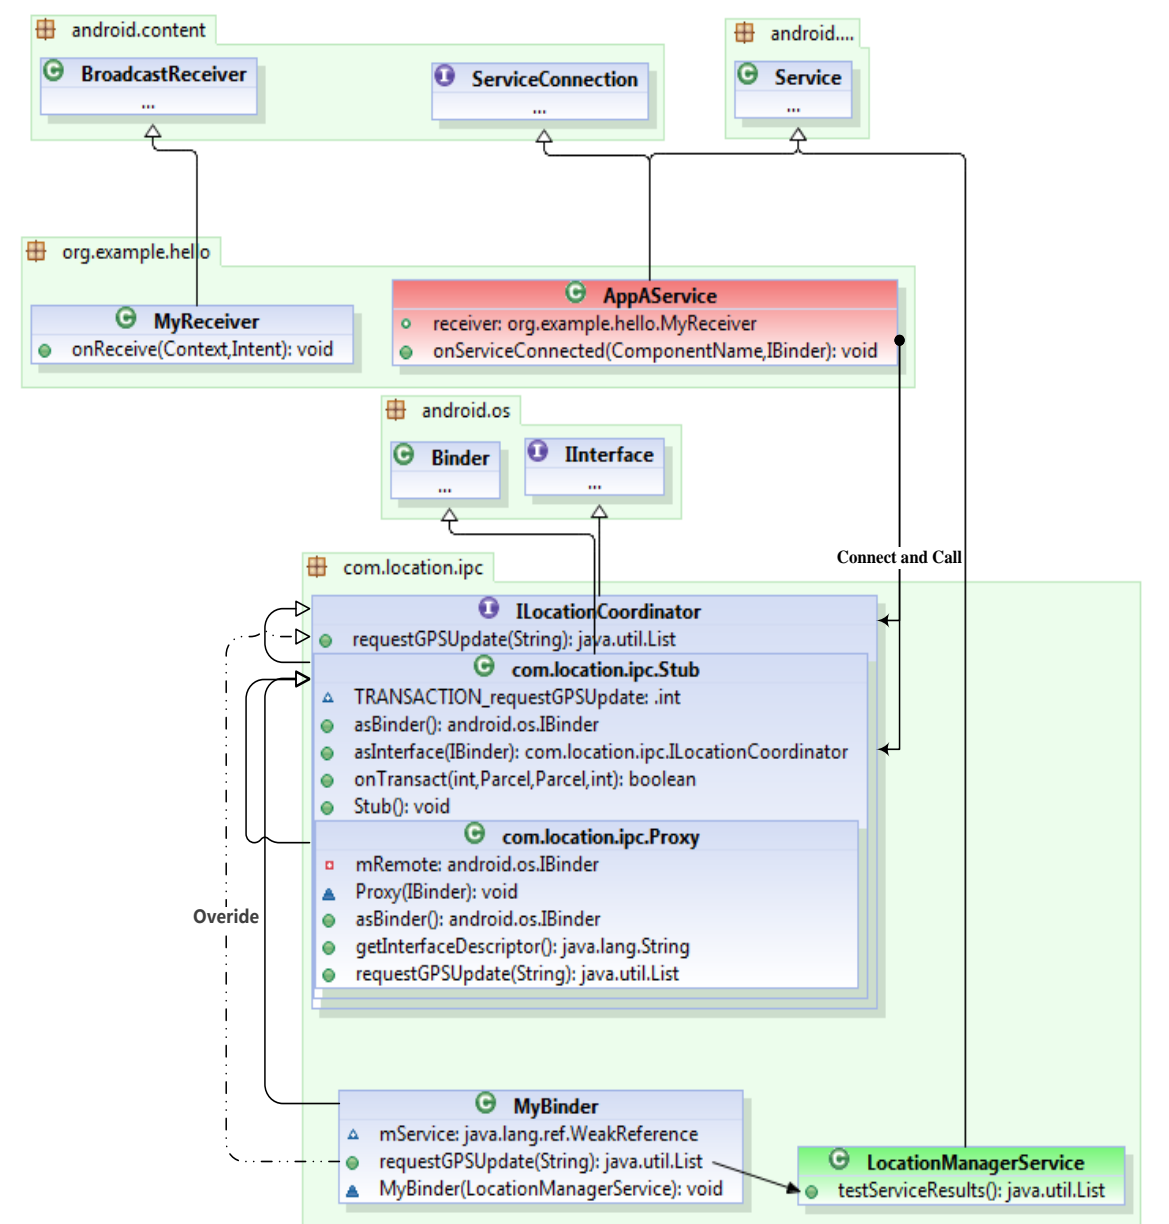 android.content
android....
BroadcastReceiver
...
ServiceConnection
...
Service
...
org.example.hello
MyReceiver
onReceive(Context,Intent): void
AppAService
receiver: org.example.hello.MyReceiver
onServiceConnected(ComponentName,IBinder): void
android.os
Binder
...
IInterface
...
Connect and Call
com.location.ipc
ILocationCoordinator
requestGPSUpdate(String): java.util.List
com.location.ipc.Stub
TRANSACTION_requestGPSUpdate: .int
asBinder(): android.os.IBinder
asInterface(IBinder): com.location.ipc.ILocationCoordinator
onTransact(int,Parcel,Parcel,int): boolean
Stub(): void
com.location.ipc.Proxy
mRemote: android.os.IBinder
Proxy(IBinder): void
asBinder(): android.os.IBinder
getInterfaceDescriptor(): java.lang.String
requestGPSUpdate(String): java.util.List
Overide
MyBinder
mService: java.lang.ref.WeakReference
requestGPSUpdate(String): java.util.List
MyBinder(LocationManagerService): void
LocationManagerService
testServiceResults(): java.util.List